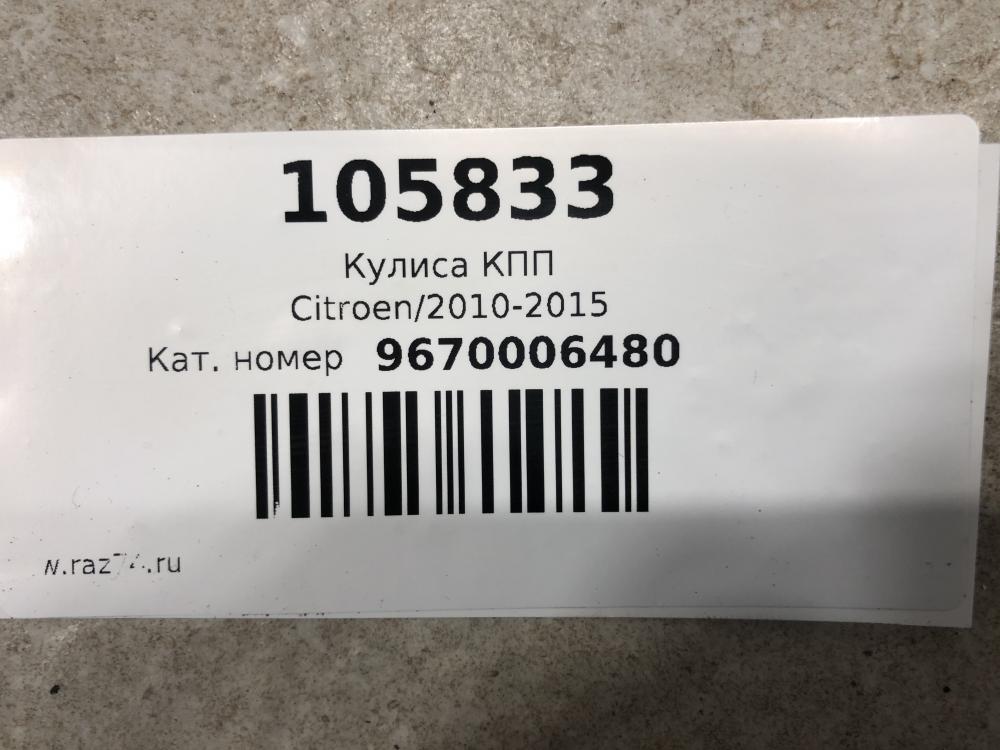 105833
Кулиса КПП
Citroen/2010-2015
Кат. номер 9670006480